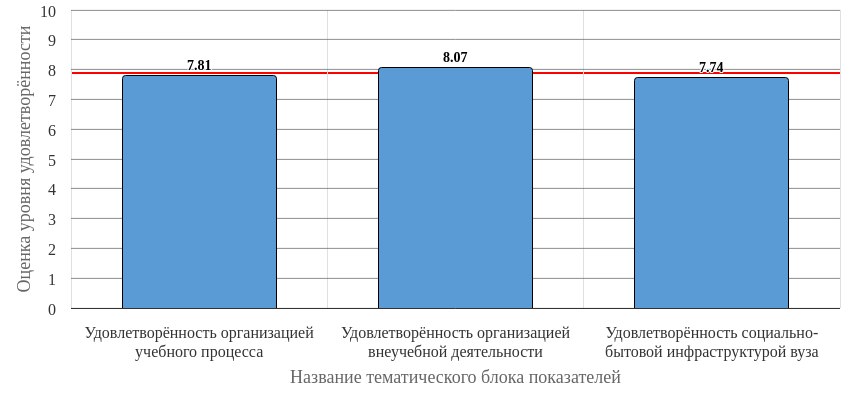 10
9
8
7
6
5
4
3
2
1
0
Оценка уровня удовлетворённости
7.81
8.07
7.74
Удовлетворённость организацией
учебного процесса
Удовлетворённость организацией
внеучебной деятельности
Удовлетворённость социально-
бытовой инфраструктурой вуза
Название тематического блока показателей